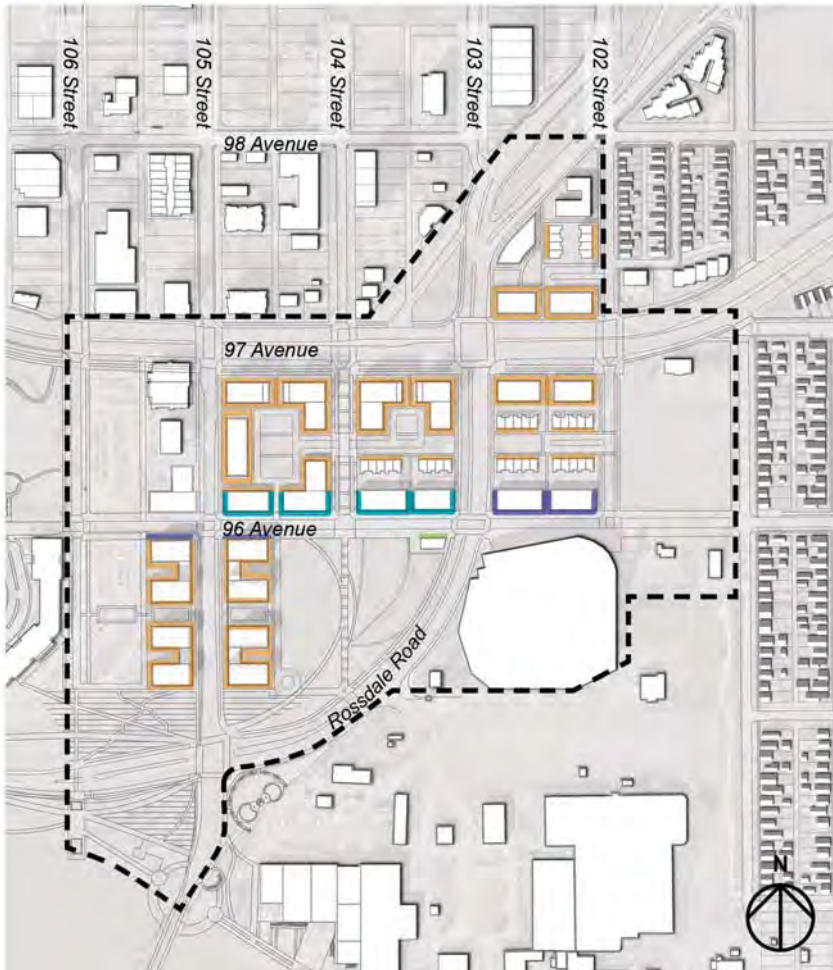 106 Street
105 Street
104 Street
103 Street
102 Street
98 Avenue
97 Avenue
96 Avenue
Rossdale Road
N